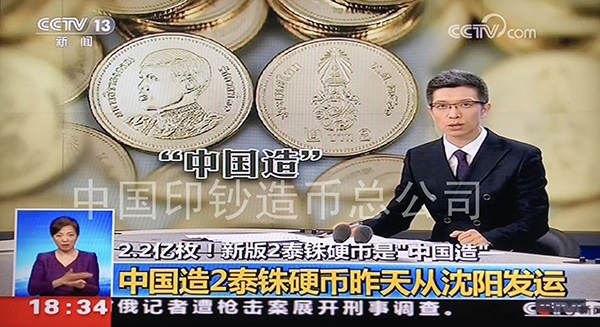 CCTV 13
新闻
CCTV.com
"中国造"
中国印钞造币总公司
2.2亿枚！新版2泰铢硬币是"中国造"
中国造2泰铢硬币昨天从沈阳发运
18:34 俄记者遭枪击案展开刑事调查。